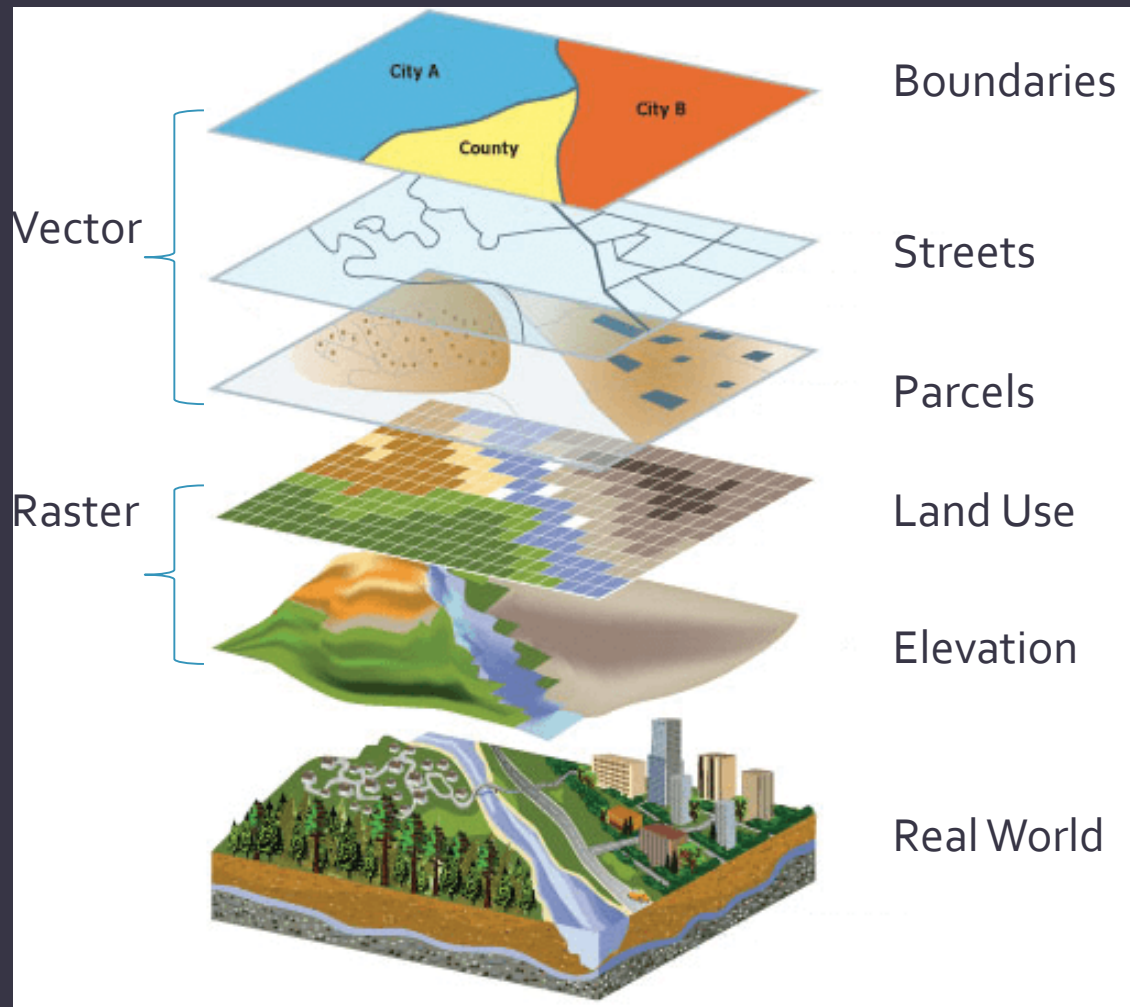 City A
City B
County
Boundaries
Vector
Streets
Parcels
Raster
Land Use
Elevation
Real World